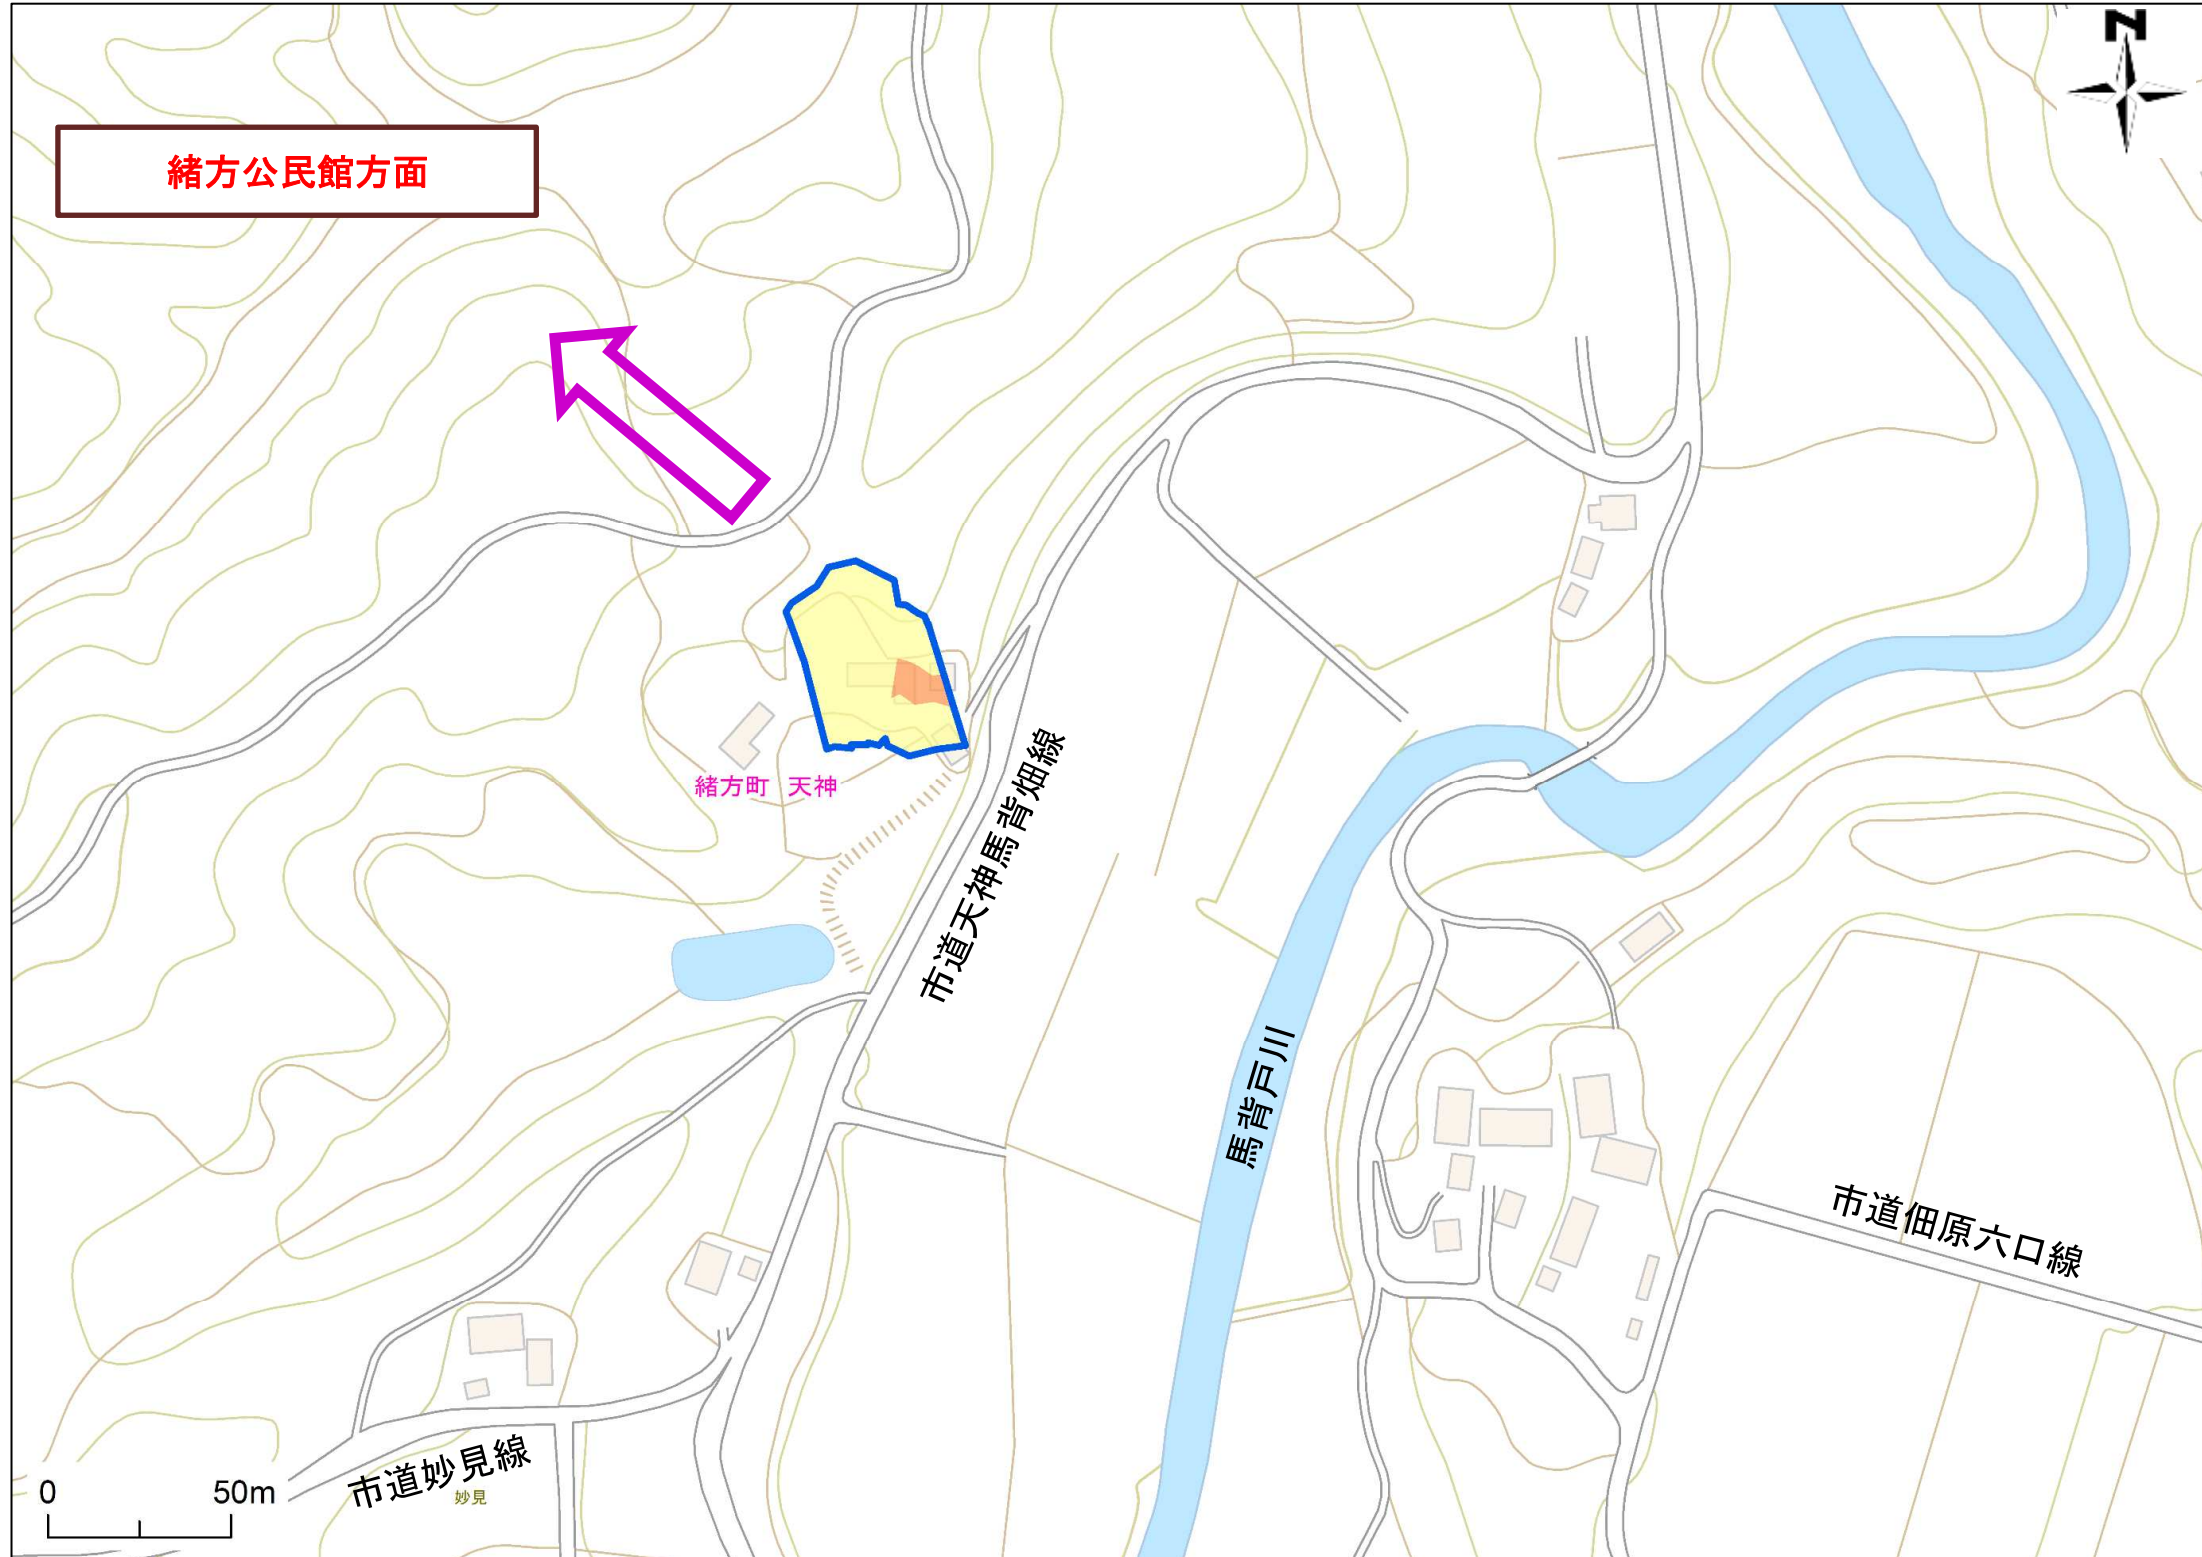 N
緒方公民館方面
緒方町 天神
市道天神馬背畑線
馬背戸川
市道佃原六口線
市道妙見線
妙見
0 50m